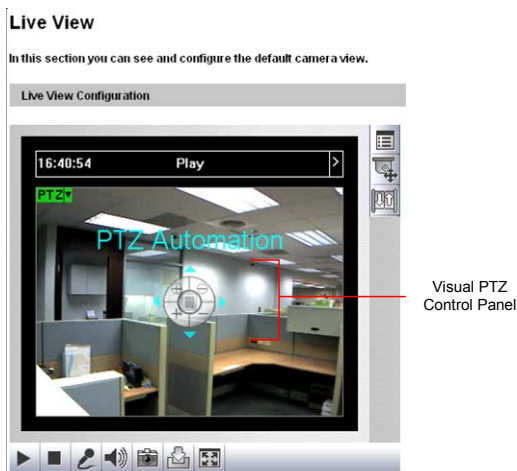 Live View
In this section you can see and configure the default camera view.
Live View Configuration
16:40:54 Play >
PTZ▼
PTZ Automation
Visual PTZ
Control Panel